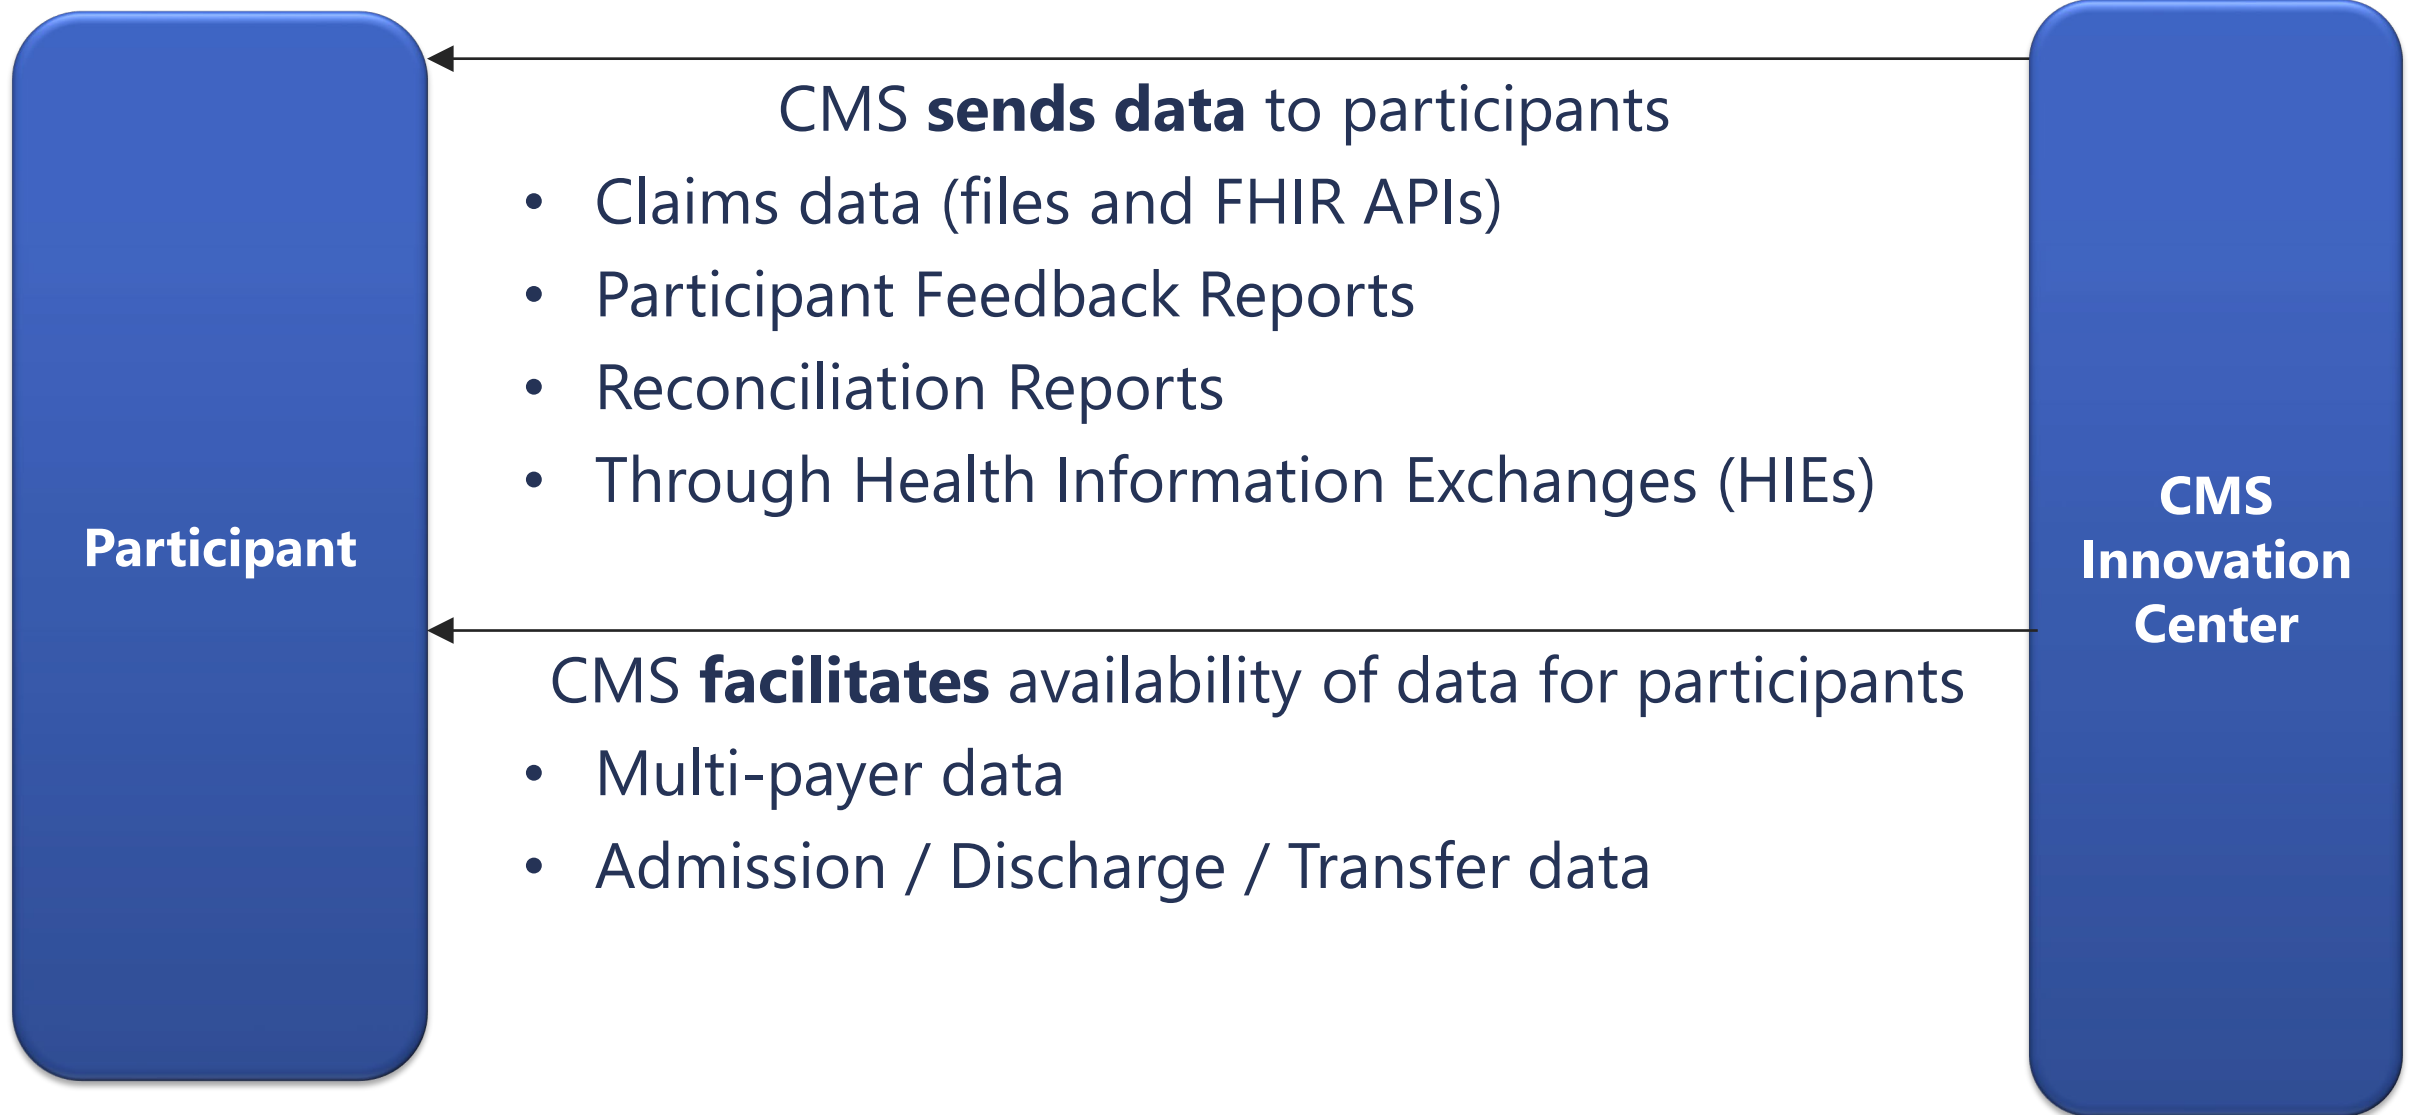 Participant
CMS sends data to participants
• Claims data (files and FHIR APIs)
• Participant Feedback Reports
• Reconciliation Reports
• Through Health Information Exchanges (HIEs)
CMS facilitates availability of data for participants
• Multi-payer data
• Admission / Discharge / Transfer data
CMS
Innovation
Center